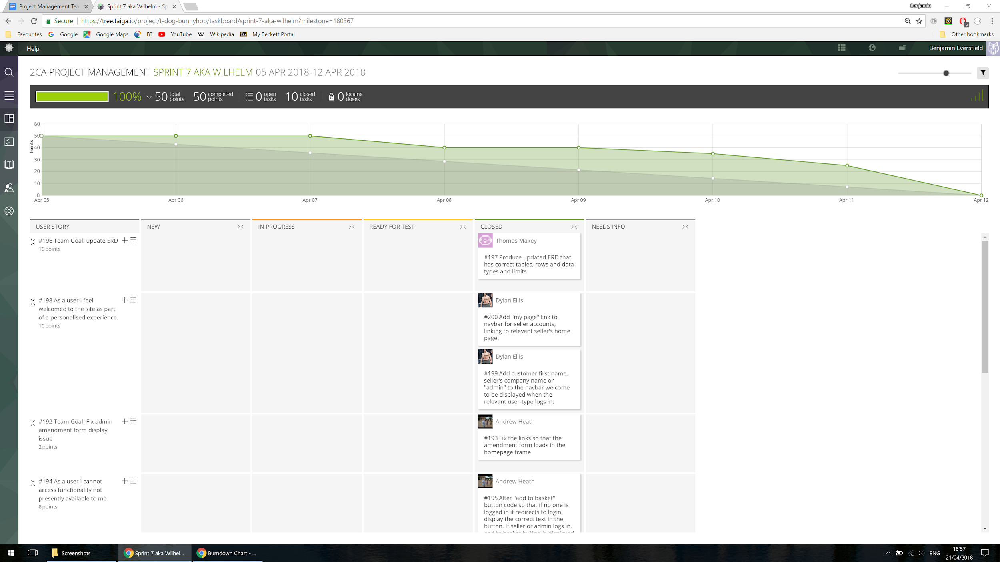 Project Management Tea
Sprint 7 aka Wilhelm - Sp
Benjamin
Secure
https://tree.taiga.io/project/t-dog-bunnyhop/taskboard/sprint-7-aka-wilhelm?milestone=180367
9
Favourites
Google
Google Maps
BT
YouTube
W
Wikipedia
Bb
My Beckett Portal
Other bookmarks
Help
Benjamin Eversfield
2CA PROJECT MANAGEMENT SPRINT 7 AKA WILHELM 05 APR 2018-12 APR 2018
100%
50 total points
50 completed points
0 open tasks
10 closed tasks
0 iocaine doses
Points
60
50
40
30
20
10
0
Apr 05
Apr 06
Apr 07
Apr 08
Apr 09
Apr 10
Apr 11
Apr 12
USER STORY
NEW
IN PROGRESS
READY FOR TEST
CLOSED
NEEDS INFO
#196 Team Goal: update ERD
10 points
Thomas Makey
#197 Produce updated ERD that
has correct tables, rows and data
types and limits.
#198 As a user I feel
welcomed to the site as part
of a personalised experience.
10 points
Dylan Ellis
#200 Add "my page" link to
navbar for seller accounts,
linking to relevant seller's home
page.
Dylan Ellis
#199 Add customer first name,
seller's company name or
"admin" to the navbar welcome
to be displayed when the
relevant user-type logs in.
#192 Team Goal: Fix admin
amendment form display
issue
2 points
Andrew Heath
#193 Fix the links so that the
amendment form loads in the
homepage frame
#194 As a user I cannot
access functionality not
presently available to me
8 points
Andrew Heath
#195 Alter "add to basket"
button code so that if no one is
logged in it redirects to login,
display the correct text in the
button. If seller or admin logs in,
add to basket button is displayed
Screenshots
Sprint 7 aka Wilhel...
Burndown Chart - ...
ENG
18:57
21/04/2018